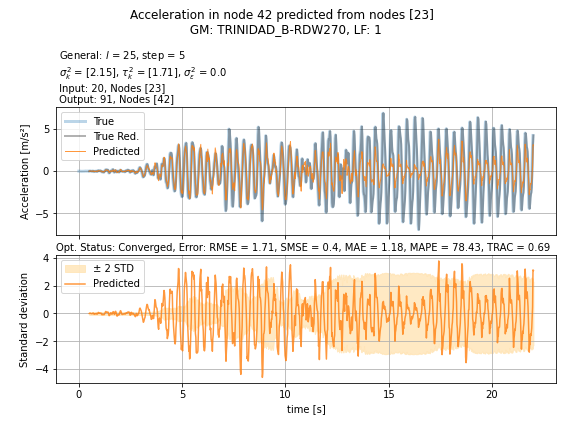 Acceleration in node 42 predicted from nodes [23]
GM: TRINIDAD_B-RDW270, LF: 1
General: l = 25, step = 5
σ²ₖ = [2.15], τ²ₖ = [1.71], σ²ε = 0.0
Input: 20, Nodes [23]
Output: 91, Nodes [42]
True
True Red.
Predicted
Acceleration [m/s²]
5
0
−5
Opt. Status: Converged, Error: RMSE = 1.71, SMSE = 0.4, MAE = 1.18, MAPE = 78.43, TRAC = 0.69
± 2 STD
Predicted
Standard deviation
4
2
0
−2
−4
0 5 10 15 20
time [s]